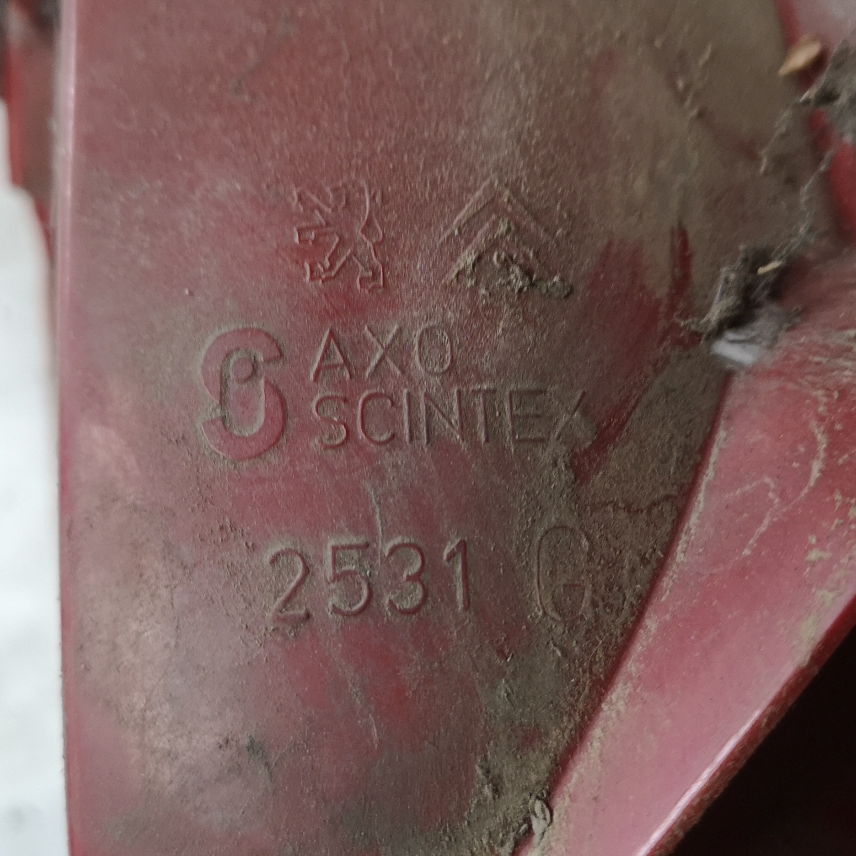 AXO
SCINTEX
2531 G